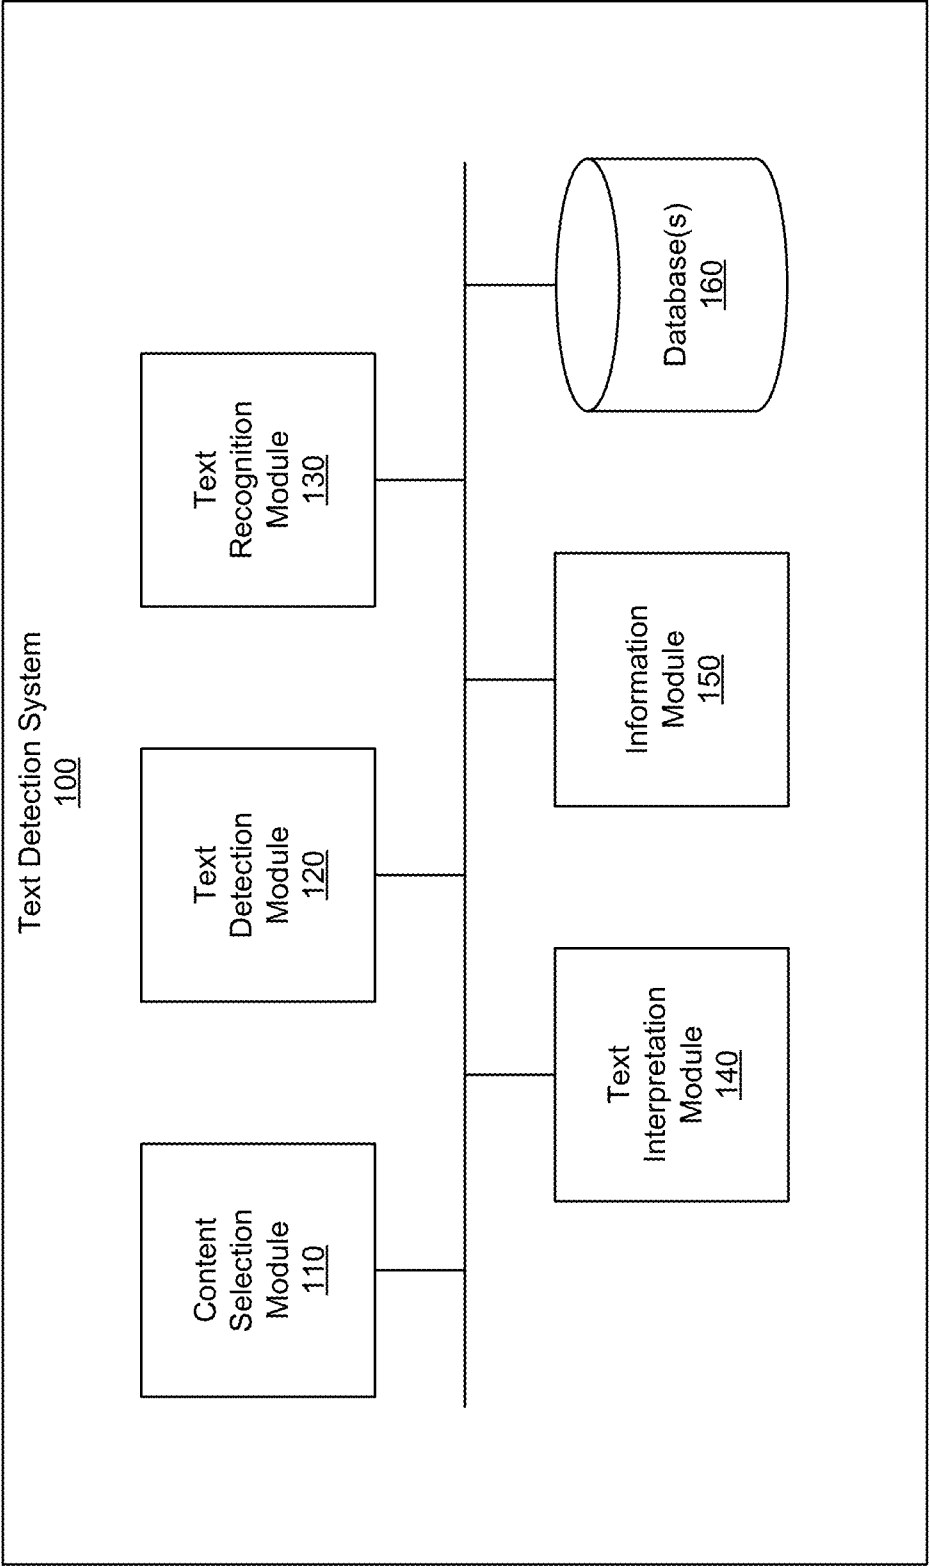 Text Detection System
100
Content
Selection
Module
110
Text
Detection
Module
120
Text
Recognition
Module
130
Text
Interpretation
Module
140
Information
Module
150
Database(s)
160